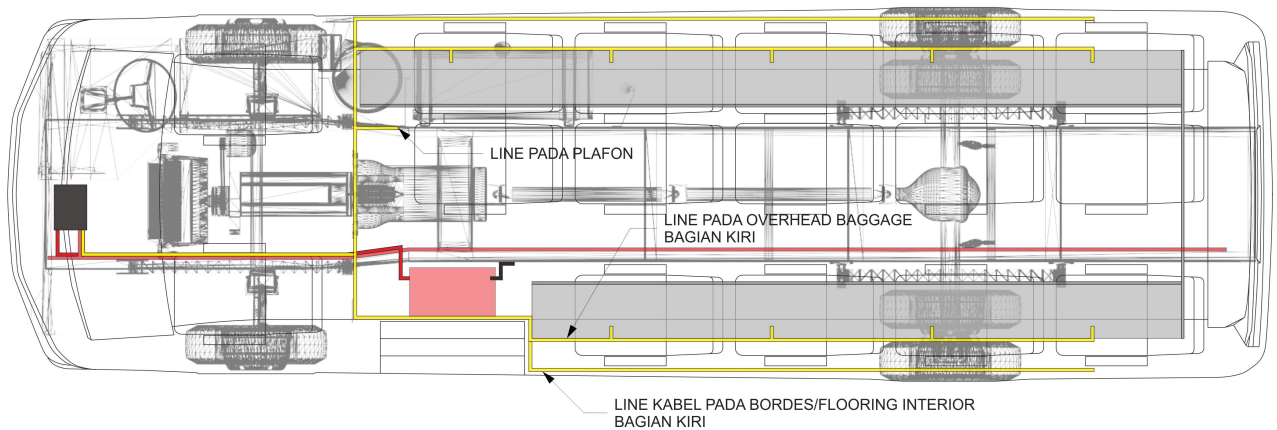 LINE PADA PLAFON
LINE PADA OVERHEAD BAGGAGE
BAGIAN KIRI
LINE KABEL PADA BORDES/FLOORING INTERIOR
BAGIAN KIRI